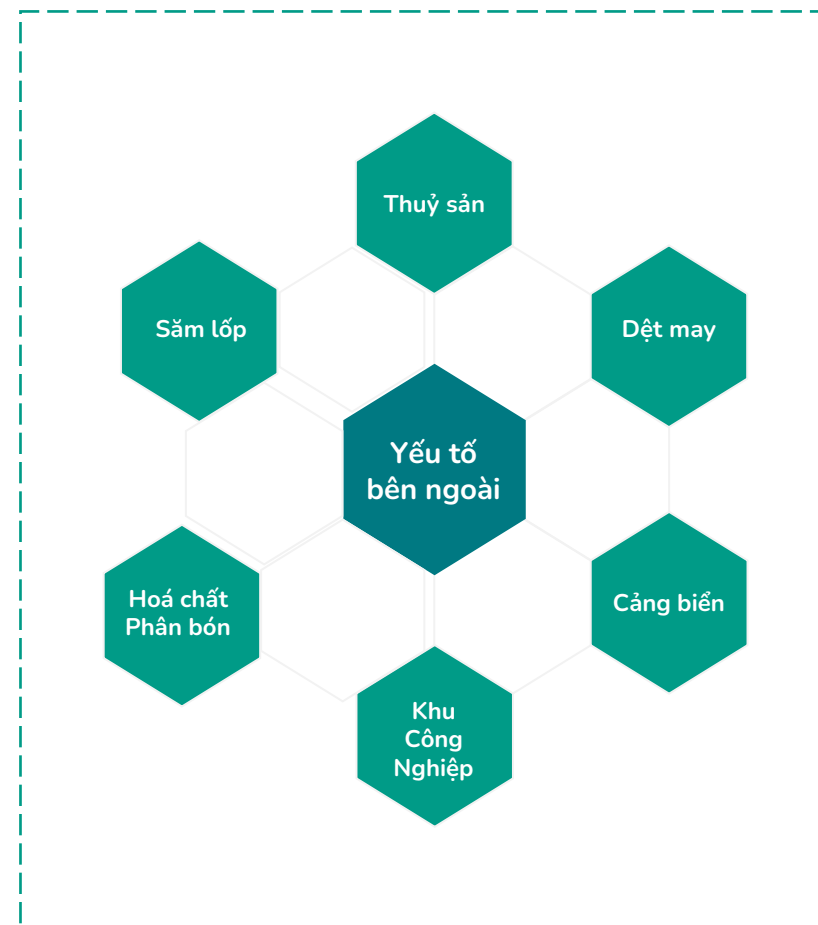 Thuỷ sản
Săm lốp
Dệt may
Yếu tố
bên ngoài
Hoá chất
Phân bón
Cảng biển
Khu
Công
Nghiệp